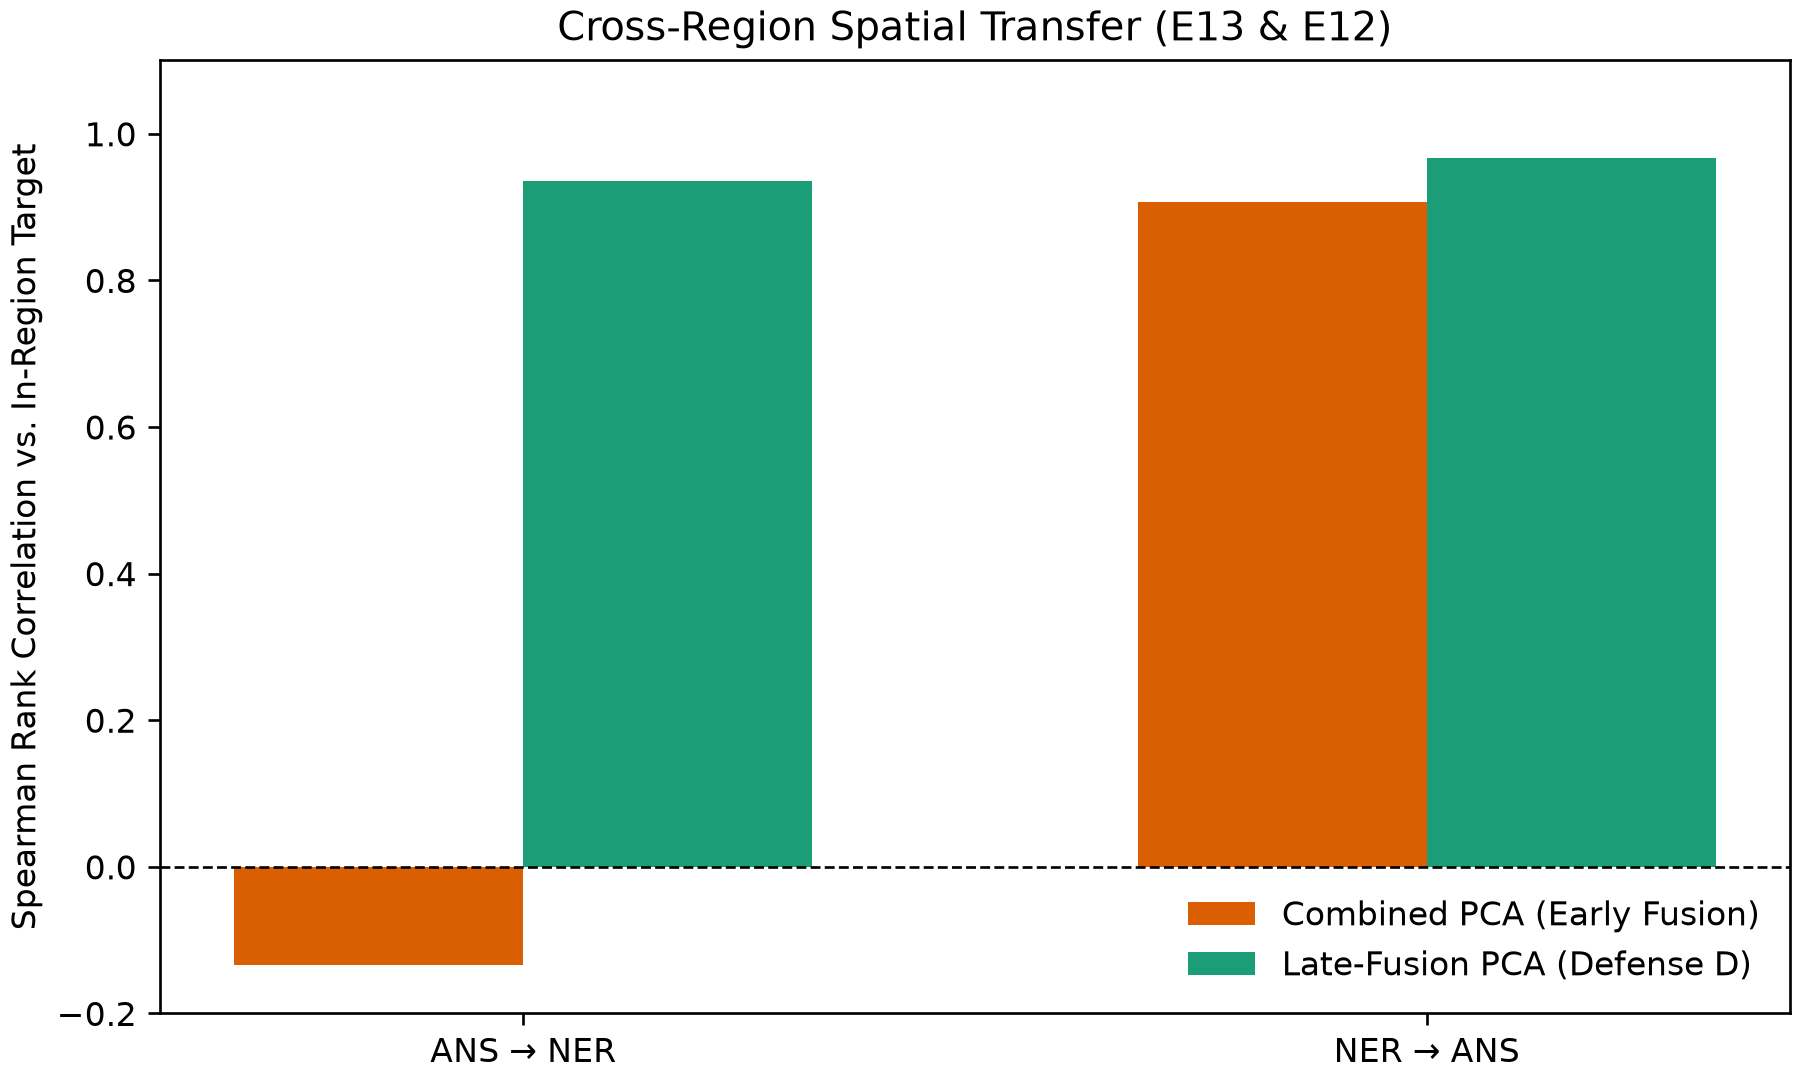 Cross-Region Spatial Transfer (E13 & E12)
Spearman Rank Correlation vs. In-Region Target
1.0
0.8
0.6
0.4
0.2
0.0
−0.2
ANS → NER
NER → ANS
Combined PCA (Early Fusion)
Late-Fusion PCA (Defense D)